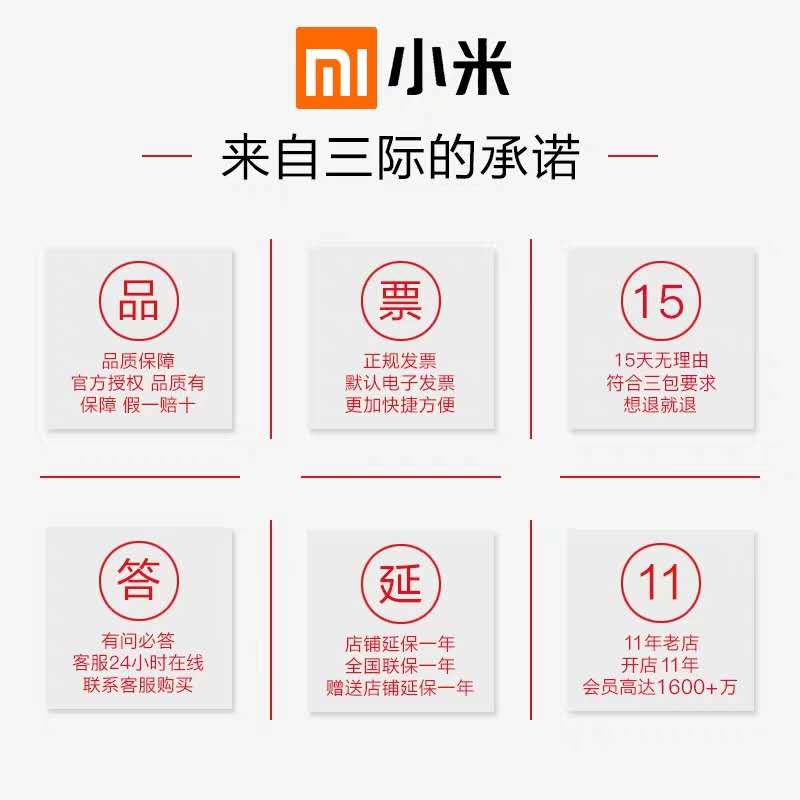 mi小米
来自三际的承诺
品
品质保障
官方授权 品质有
保障 假一赔十
票
正规发票
默认电子发票
更加快捷方便
15
15天无理由
符合三包要求
想退就退
答
有问必答
客服24小时在线
联系客服购买
延
店铺延保一年
全国联保一年
赠送店铺延保一年
11
11年老店
开店11年
会员高达1600+万